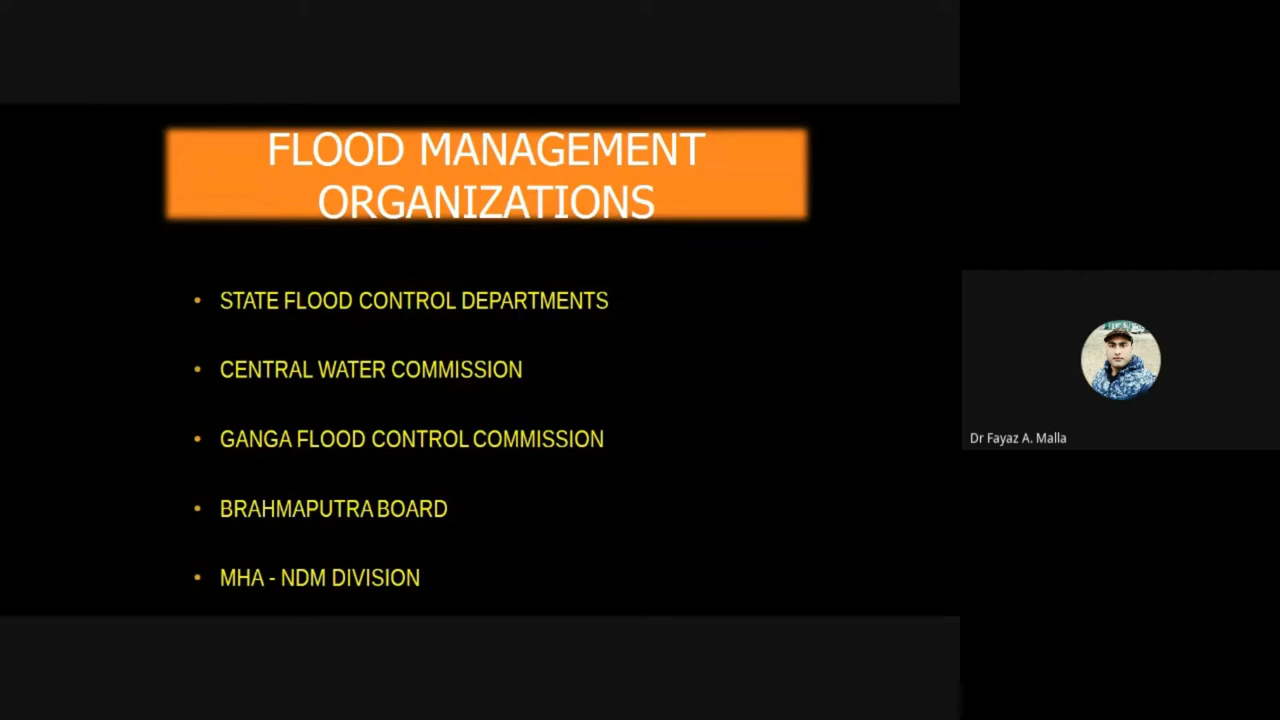 FLOOD MANAGEMENT
ORGANIZATIONS
• STATE FLOOD CONTROL DEPARTMENTS
• CENTRAL WATER COMMISSION
• GANGA FLOOD CONTROL COMMISSION
• BRAHMAPUTRA BOARD
• MHA - NDM DIVISION
Dr Fayaz A. Malla